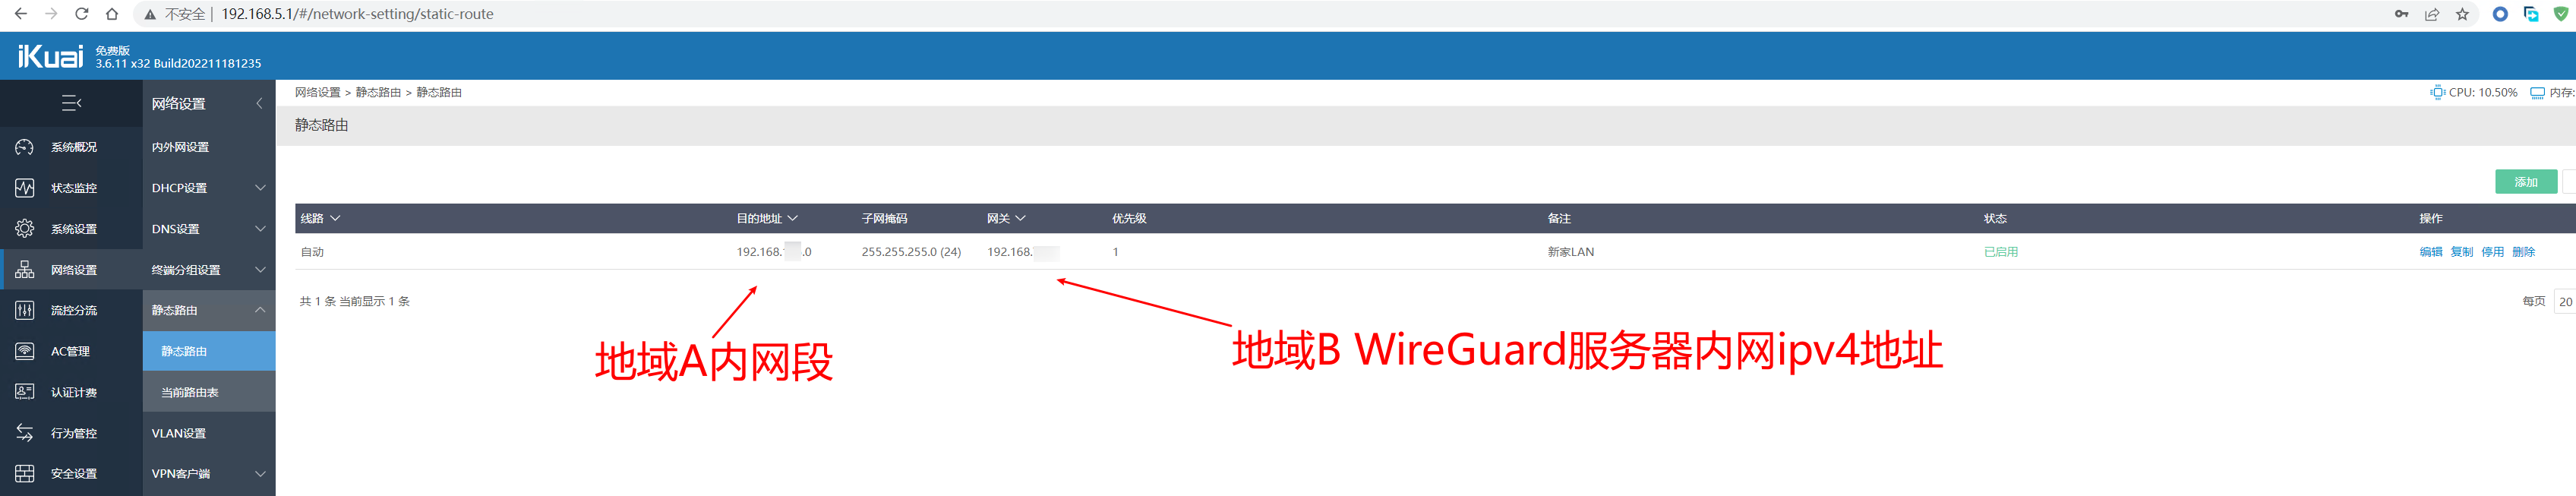 不安全 | 192.168.5.1/#/network-setting/static-route
iKuai 免费版
3.6.11 x32 Build202211181235
网络设置 > 静态路由 > 静态路由
CPU: 10.50% 内存:
静态路由
系统概况
状态监控
系统设置
网络设置
流控分流
AC管理
认证计费
行为管控
安全设置
网络设置
内外网设置
DHCP设置
DNS设置
终端分组设置
静态路由
静态路由
当前路由表
VLAN设置
VPN客户端
添加
线路 目的地址 子网掩码 网关 优先级 备注 状态 操作
自动 192.168. .0 255.255.255.0 (24) 192.168. 1 新家LAN 已启用 编辑 复制 停用 删除
共 1 条 当前显示 1 条
每页 20
地域A内网段
地域B WireGuard服务器内网ipv4地址